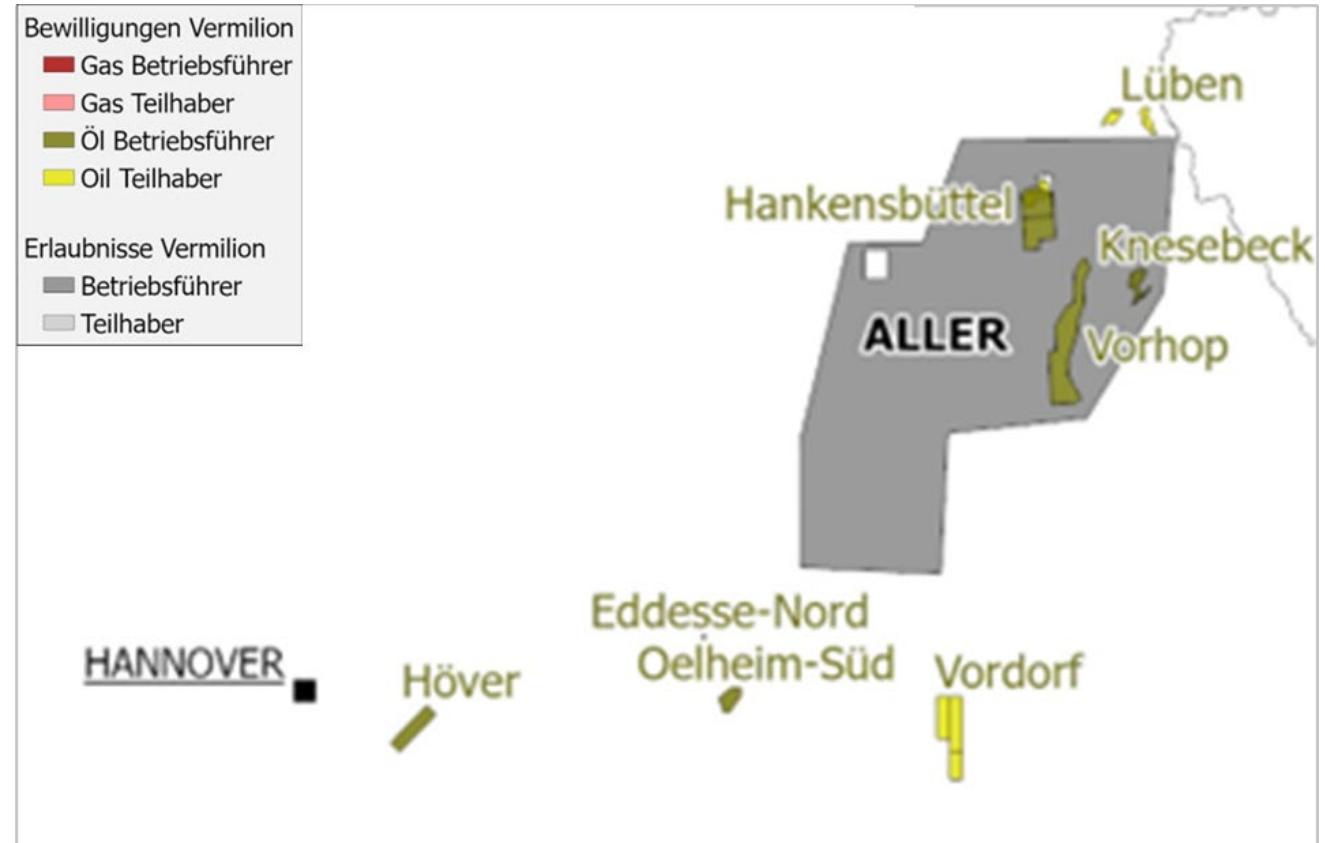 Bewilligungen Vermilion
Gas Betriebsführer
Gas Teilhaber
Öl Betriebsführer
Oil Teilhaber
Erlaubnisse Vermilion
Betriebsführer
Teilhaber
Lüben
Hankensbüttel
Knesebeck
ALLER
Vorhop
Eddesse-Nord
Oelheim-Süd
HANNOVER
Höver
Vordorf